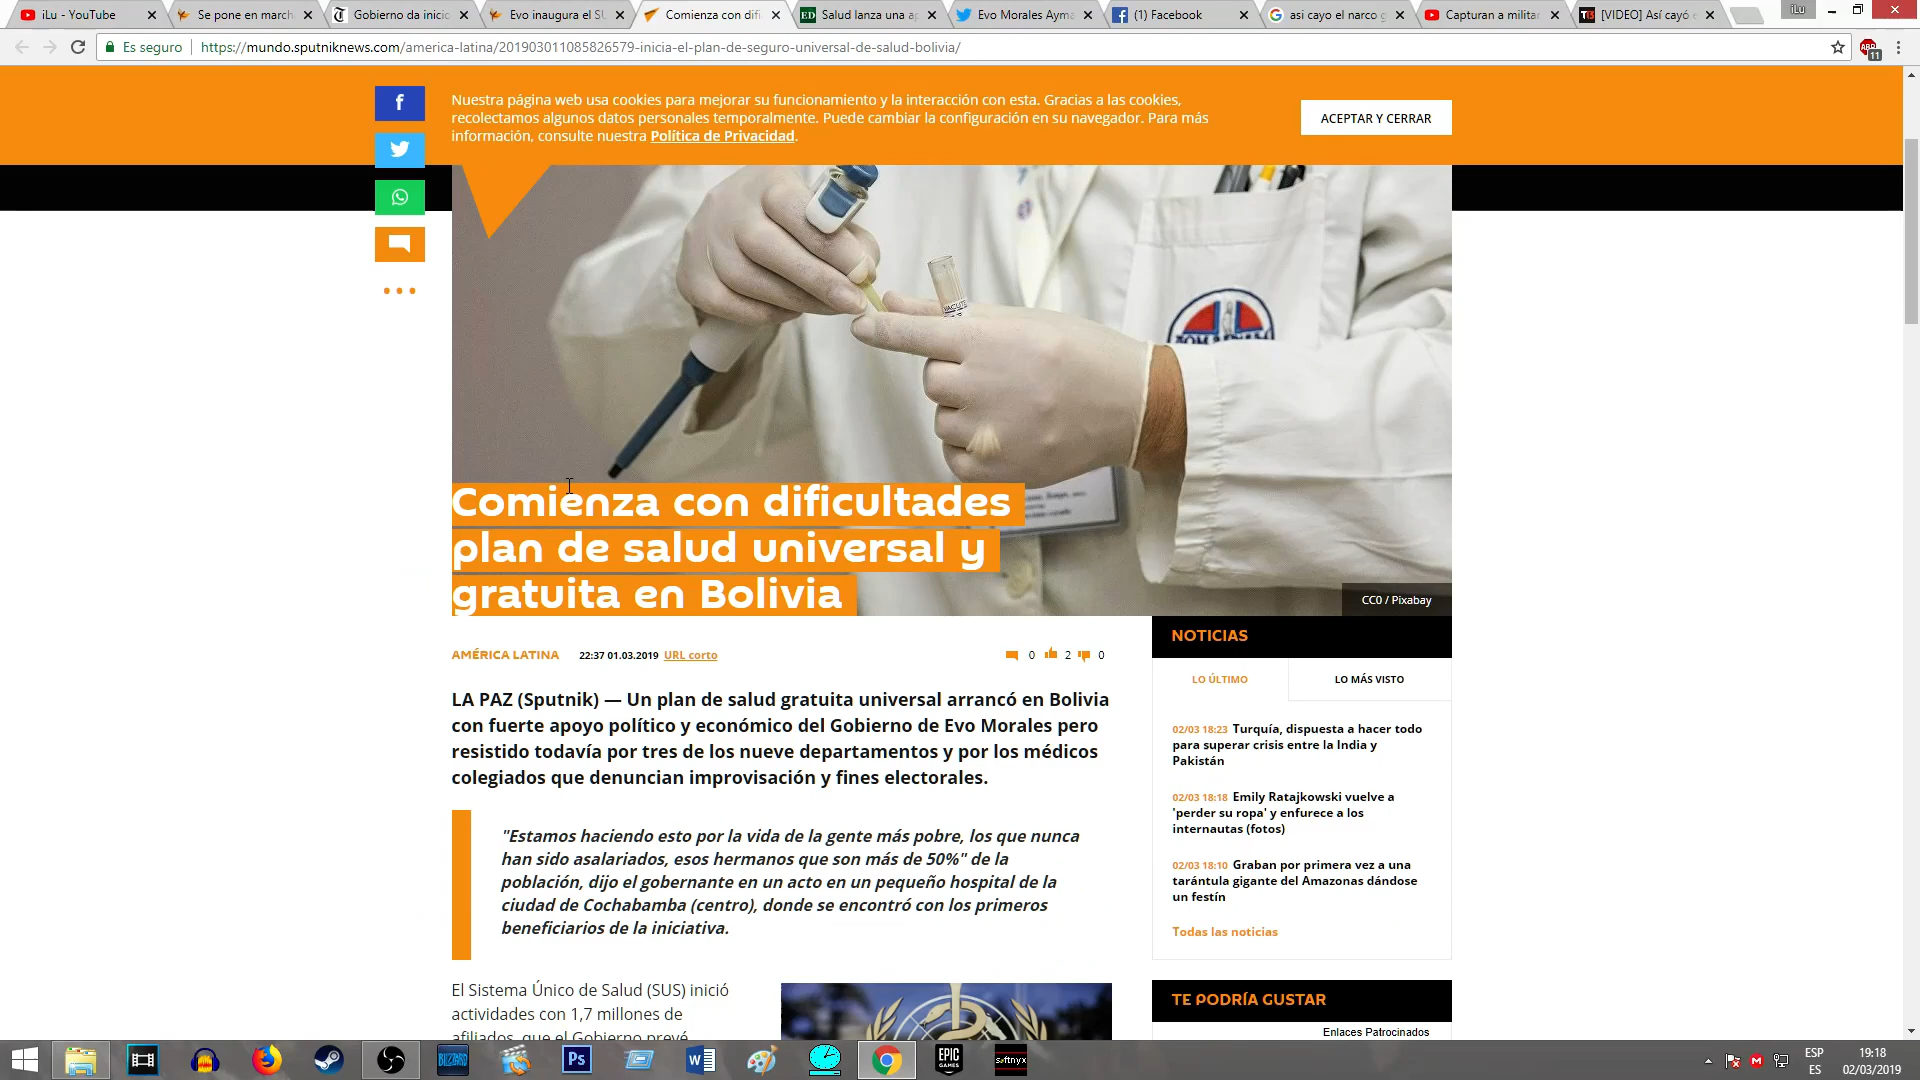 iLu - YouTube
Se pone en march
Gobierno da inicio
Evo inaugura el SU
Comienza con difi
Salud lanza una ap
Evo Morales Ayma
(1) Facebook
asi cayo el narco g
Capturan a militar
[VIDEO] Así cayó e
iLu
Es seguro
https://mundo.sputniknews.com/america-latina/201903011085826579-inicia-el-plan-de-seguro-universal-de-salud-bolivia/
ABP
11
Nuestra página web usa cookies para mejorar su funcionamiento y la interacción con esta. Gracias a las cookies,
recolectamos algunos datos personales temporalmente. Puede cambiar la configuración en su navegador. Para más
información, consulte nuestra Política de Privacidad.
ACEPTAR Y CERRAR
Comienza con dificultades
plan de salud universal y
gratuita en Bolivia
CC0 / Pixabay
AMÉRICA LATINA
22:37 01.03.2019
URL corto
0
2
0
LA PAZ (Sputnik) — Un plan de salud gratuita universal arrancó en Bolivia
con fuerte apoyo político y económico del Gobierno de Evo Morales pero
resistido todavía por tres de los nueve departamentos y por los médicos
colegiados que denuncian improvisación y fines electorales.
"Estamos haciendo esto por la vida de la gente más pobre, los que nunca
han sido asalariados, esos hermanos que son más de 50%" de la
población, dijo el gobernante en un acto en un pequeño hospital de la
ciudad de Cochabamba (centro), donde se encontró con los primeros
beneficiarios de la iniciativa.
El Sistema Único de Salud (SUS) inició
actividades con 1,7 millones de
afiliados, que el Gobierno prevé
NOTICIAS
LO ÚLTIMO
LO MÁS VISTO
02/03 18:23 Turquía, dispuesta a hacer todo
para superar crisis entre la India y
Pakistán
02/03 18:18 Emily Ratajkowski vuelve a
'perder su ropa' y enfurece a los
internautas (fotos)
02/03 18:10 Graban por primera vez a una
tarántula gigante del Amazonas dándose
un festín
Todas las noticias
TE PODRÍA GUSTAR
Enlaces Patrocinados
BLIZZARD
Ps
EPIC
GAMES
softnyx
ESP
ES
19:18
02/03/2019